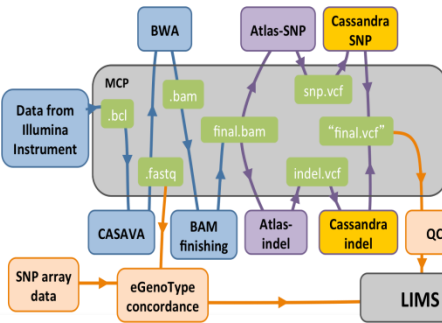 BWA
Atlas-SNP
Cassandra
SNP
MCP
Data from
Illumina
Instrument
.bcl
.bam
snp.vcf
final.bam
"final.vcf"
.fastq
indel.vcf
CASAVA
BAM
finishing
Atlas-
indel
Cassandra
indel
QC
SNP array
data
eGenoType
concordance
LIMS